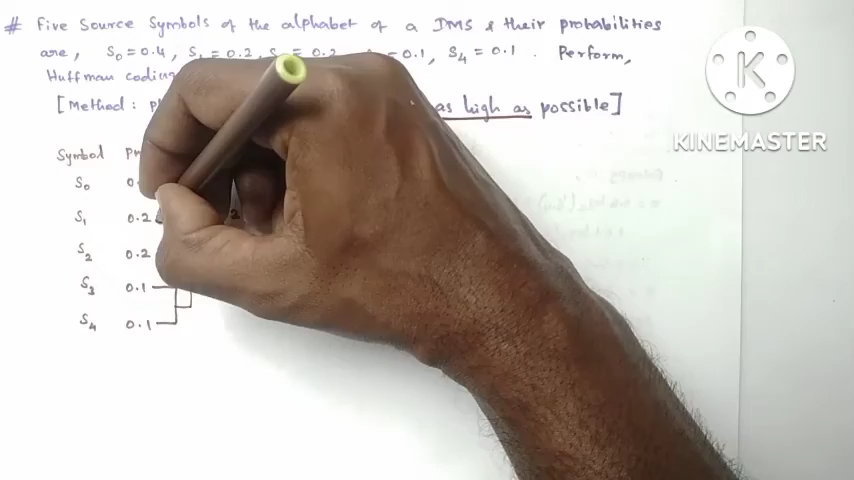 # Five Source Symbols of the alphabet of a DMS & their probabilities
are, S0 = 0.4, S1 = 0.2, S2 = 0.2, = 0.1, S4 = 0.1. Perform,
Huffman coding
[Method: as high as possible]
Symbol
S0
S1 0.2
S2 0.2
S3 0.1
S4 0.1
K
KINEMASTER